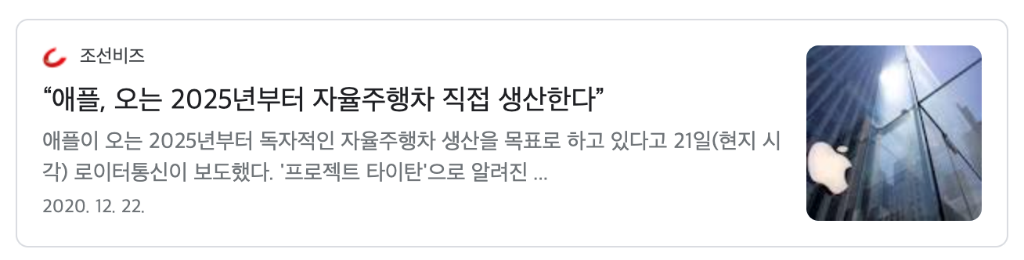 조선비즈
“애플, 오는 2025년부터 자율주행차 직접 생산한다”
애플이 오는 2025년부터 독자적인 자율주행차 생산을 목표로 하고 있다고 21일(현지 시
각) 로이터통신이 보도했다. '프로젝트 타이탄'으로 알려진 ...
2020. 12. 22.